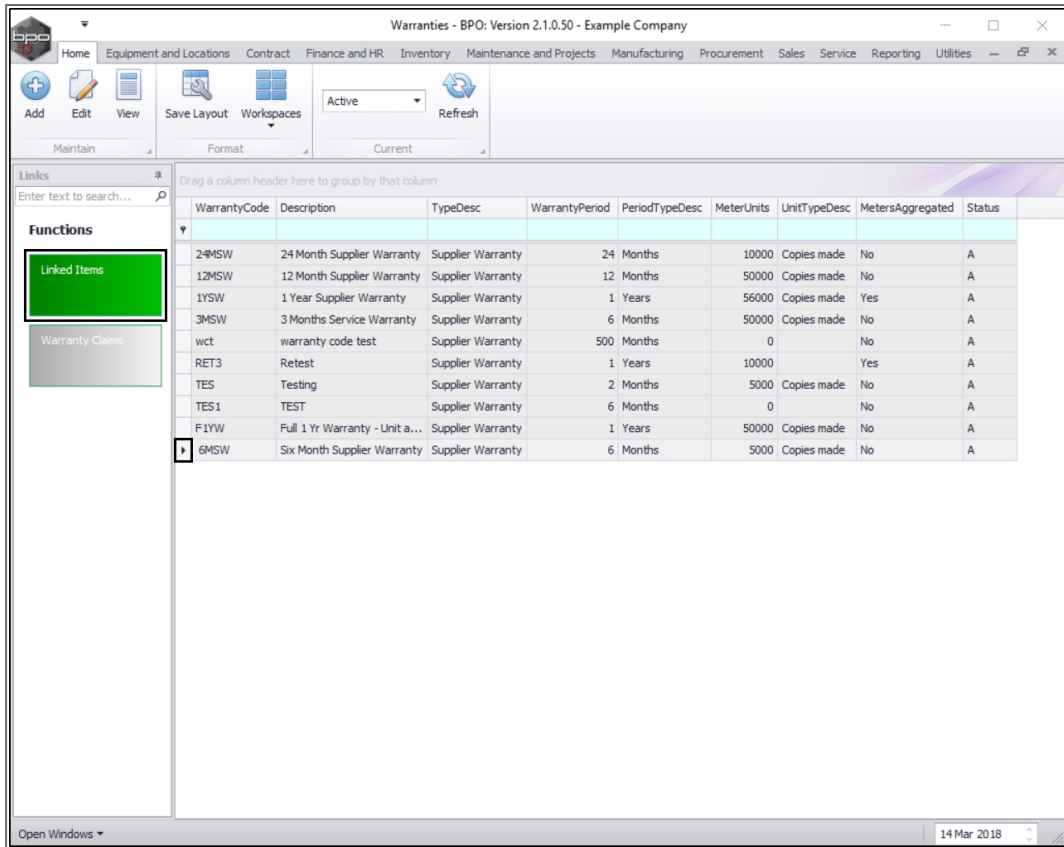 Warranties - BPO: Version 2.1.0.50 - Example Company
bpo
Home Equipment and Locations Contract Finance and HR Inventory Maintenance and Projects Manufacturing Procurement Sales Service Reporting Utilities
Add Edit View Save Layout Workspaces Active Refresh
Maintain Format Current
Links
Enter text to search...
Functions
Linked Items
Warranty Claims
Drag a column header here to group by that column
WarrantyCode Description TypeDesc WarrantyPeriod PeriodTypeDesc MeterUnits UnitTypeDesc MetersAggregated Status
24MSW 24 Month Supplier Warranty Supplier Warranty 24 Months 10000 Copies made No A
12MSW 12 Month Supplier Warranty Supplier Warranty 12 Months 50000 Copies made No A
1YSW 1 Year Supplier Warranty Supplier Warranty 1 Years 56000 Copies made Yes A
3MSW 3 Months Service Warranty Supplier Warranty 6 Months 50000 Copies made No A
wct warranty code test Supplier Warranty 500 Months 0 No A
RET3 Retest Supplier Warranty 1 Years 10000 Yes A
TES Testing Supplier Warranty 2 Months 5000 Copies made No A
TES1 TEST Supplier Warranty 6 Months 0 No A
F1YW Full 1 Yr Warranty - Unit a... Supplier Warranty 1 Years 50000 Copies made No A
6MSW Six Month Supplier Warranty Supplier Warranty 6 Months 5000 Copies made No A
Open Windows 14 Mar 2018